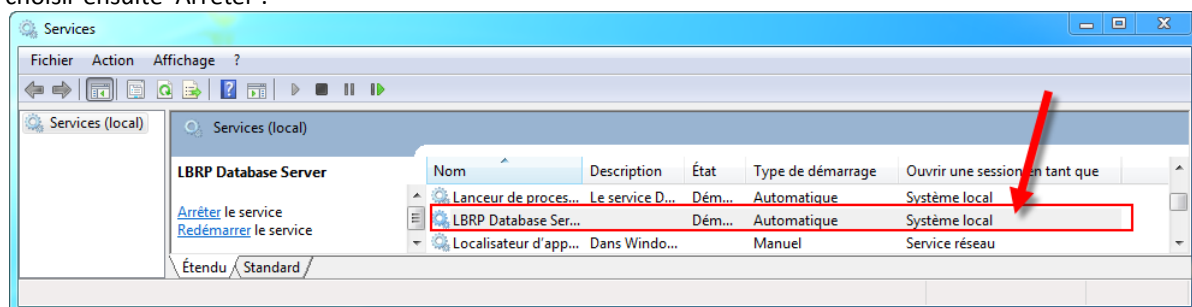 choisir ensuite 'Arrêter'.
Services
Fichier Action Affichage ?
Services (local)
Services (local)
LBRP Database Server
Arrêter le service
Redémarrer le service
Nom Description État Type de démarrage Ouvrir une session en tant que
Lanceur de proces... Le service D... Dém... Automatique Système local
LBRP Database Ser... Dém... Automatique Système local
Localisateur d'app... Dans Windo... Manuel Service réseau
Étendu Standard